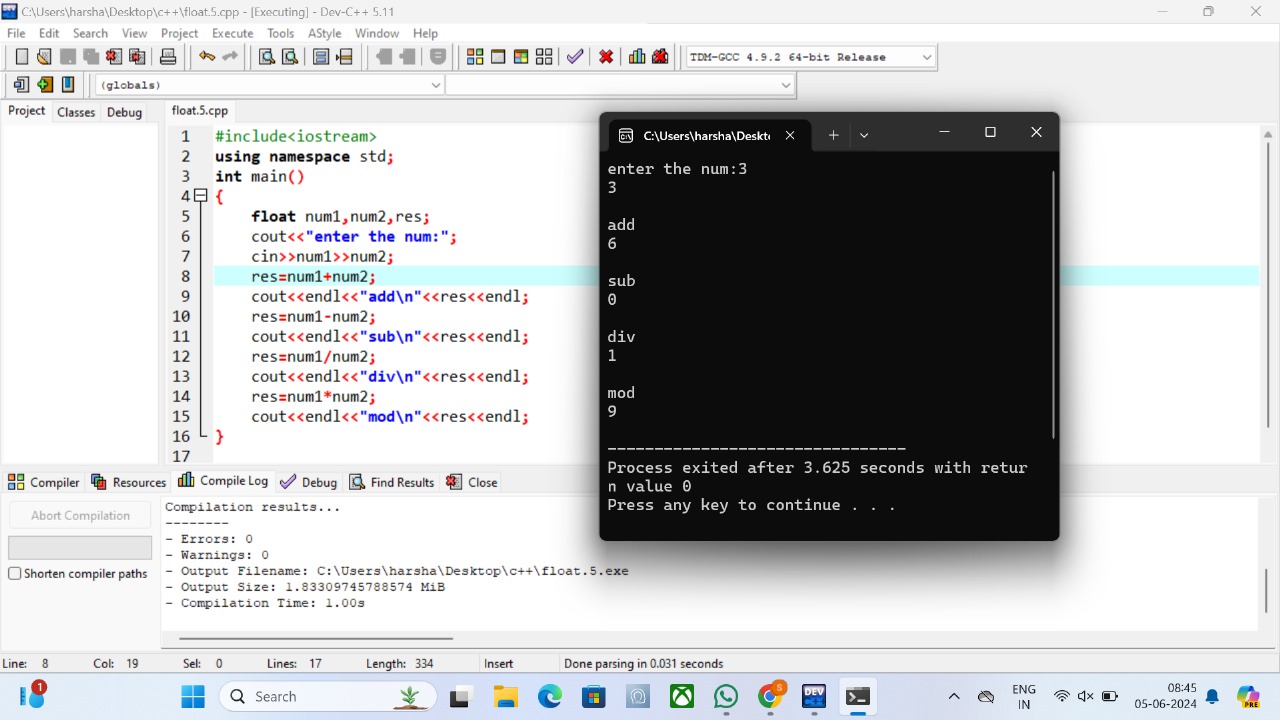 C:\Users\harsha\Desktop\c++\float.5.cpp - [Executing] - Dev-C++ 5.11
File Edit Search View Project Execute Tools AStyle Window Help
TDM-GCC 4.9.2 64-bit Release
(globals)
Project Classes Debug
float.5.cpp
1 #include<iostream>
2 using namespace std;
3 int main()
4 {
5 float num1,num2,res;
6 cout<<"enter the num:";
7 cin>>num1>>num2;
8 res=num1+num2;
9 cout<<endl<<"add\n"<<res<<endl;
10 res=num1-num2;
11 cout<<endl<<"sub\n"<<res<<endl;
12 res=num1/num2;
13 cout<<endl<<"div\n"<<res<<endl;
14 res=num1*num2;
15 cout<<endl<<"mod\n"<<res<<endl;
16 }
17
C:\Users\harsha\Deskt
enter the num:3
3
add
6
sub
0
div
1
mod
9
--------------------------------
Process exited after 3.625 seconds with retur
n value 0
Press any key to continue . . .
Compiler Resources Compile Log Debug Find Results Close
Abort Compilation
Shorten compiler paths
Compilation results...
--------
- Errors: 0
- Warnings: 0
- Output Filename: C:\Users\harsha\Desktop\c++\float.5.exe
- Output Size: 1.83309745788574 MiB
- Compilation Time: 1.00s
Line: 8 Col: 19 Sel: 0 Lines: 17 Length: 334 Insert Done parsing in 0.031 seconds
1
Search
S
DEV
ENG
IN
08:45
05-06-2024
PRE